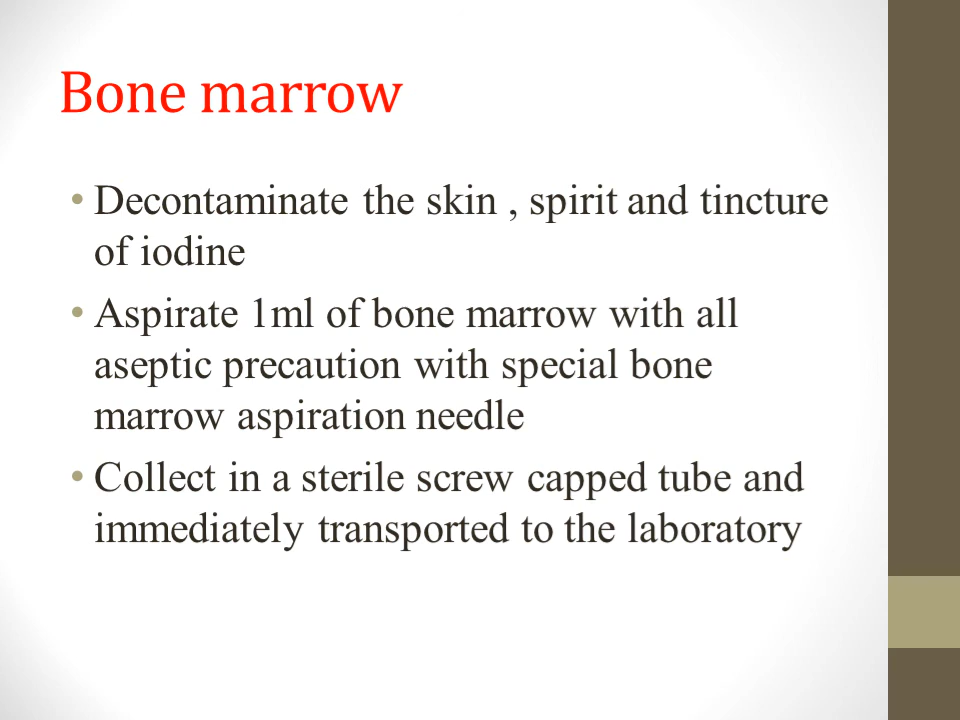 Bone marrow
• Decontaminate the skin , spirit and tincture
of iodine
• Aspirate 1ml of bone marrow with all
aseptic precaution with special bone
marrow aspiration needle
• Collect in a sterile screw capped tube and
immediately transported to the laboratory